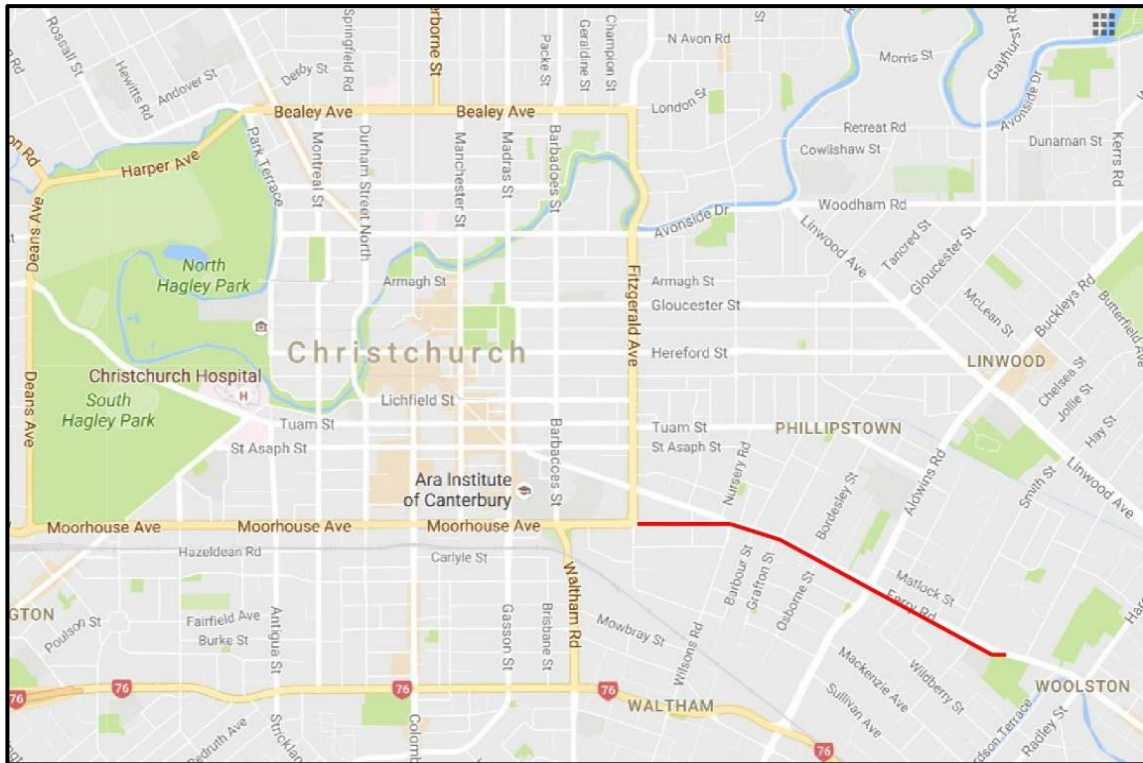 Rossall St
Hewitts Rd
Andover St
Derby St
Springfield Rd
erborne St
Packe St
Geraldine St
Champion St
N Avon Rd
Morris St
Gayhurst Rd
Avonside Dr
London St
Retreat Rd
Cowlishaw St
Dunarnan St
Kerrs Rd
Bealey Ave
Bealey Ave
on Rd
Harper Ave
Park Terrace
Montreal St
Durham Street North
Manchester St
Madras St
Barbadoes St
Avonside Dr
Woodham Rd
Deans Ave
North
Hagley Park
Armagh St
Fitzgerald Ave
Armagh St
Gloucester St
Linwood Ave
Tancred St
Gloucester St
McLean St
Buckleys Rd
Butterfield Ave
Christchurch
Hereford St
LINWOOD
Christchurch Hospital
H
Deans Ave
South
Hagley Park
Lichfield St
Chelsea St
Jollie St
Hay St
Tuam St
St Asaph St
Barbadoes St
Tuam St
St Asaph St
PHILLIPSTOWN
Ara Institute
of Canterbury
Nursery Rd
Bordesley St
Aldwins Rd
Smith St
Linwood Ave
Moorhouse Ave
Moorhouse Ave
Moorhouse Ave
Hazeldean Rd
Carlyle St
Waltham Rd
Barbour St
Grafton St
Osborne St
Matlock St
Ferry Rd
GTON
Poulson St
Fairfield Ave
Burke St
Antigua St
Gasson St
Brisbane St
Mowbray St
Wilsons Rd
Mackenzie Ave
Wildberry St
Sullivan Ave
WOOLSTON
76
76
76
76
WALTHAM
Colomb
Strickland
Redruth Ave
rdson Terrace
Radley St